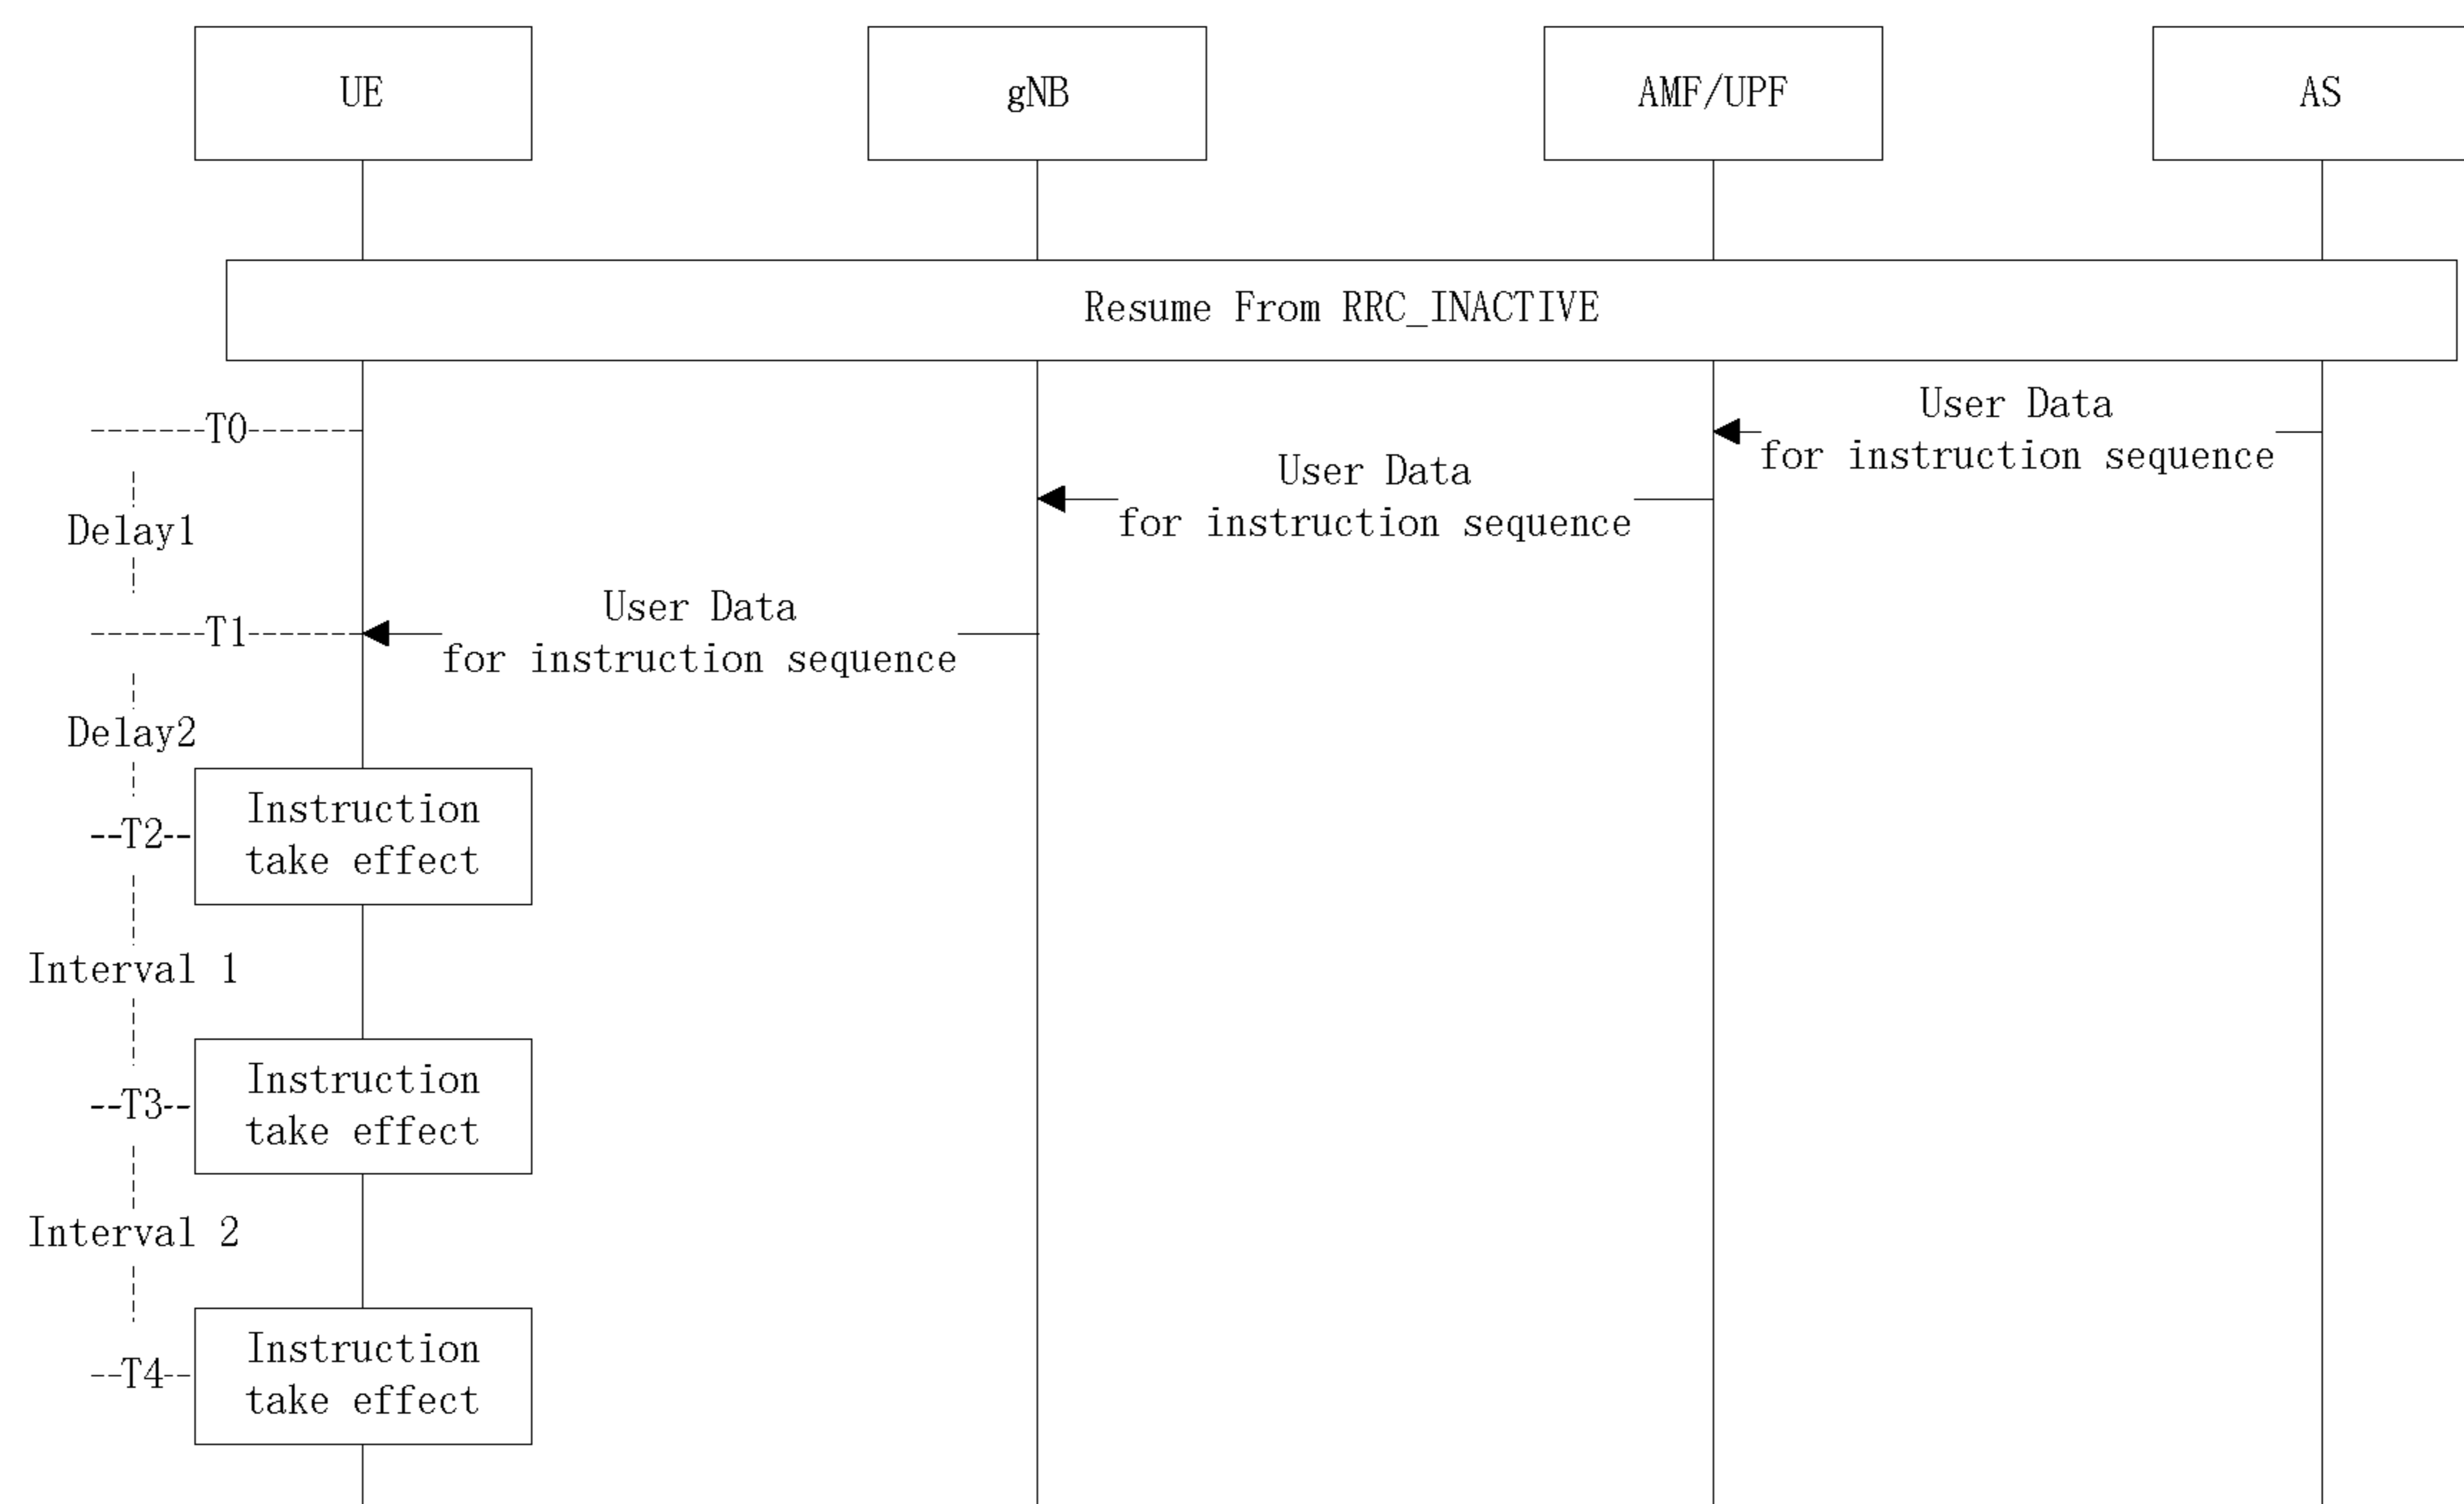 UE
gNB
AMF/UPF
AS
Resume From RRC_INACTIVE
User Data
for instruction sequence
T0
User Data
for instruction sequence
Delay1
User Data
for instruction sequence
T1
Delay2
Instruction
take effect
T2
Interval 1
Instruction
take effect
T3
Interval 2
Instruction
take effect
T4